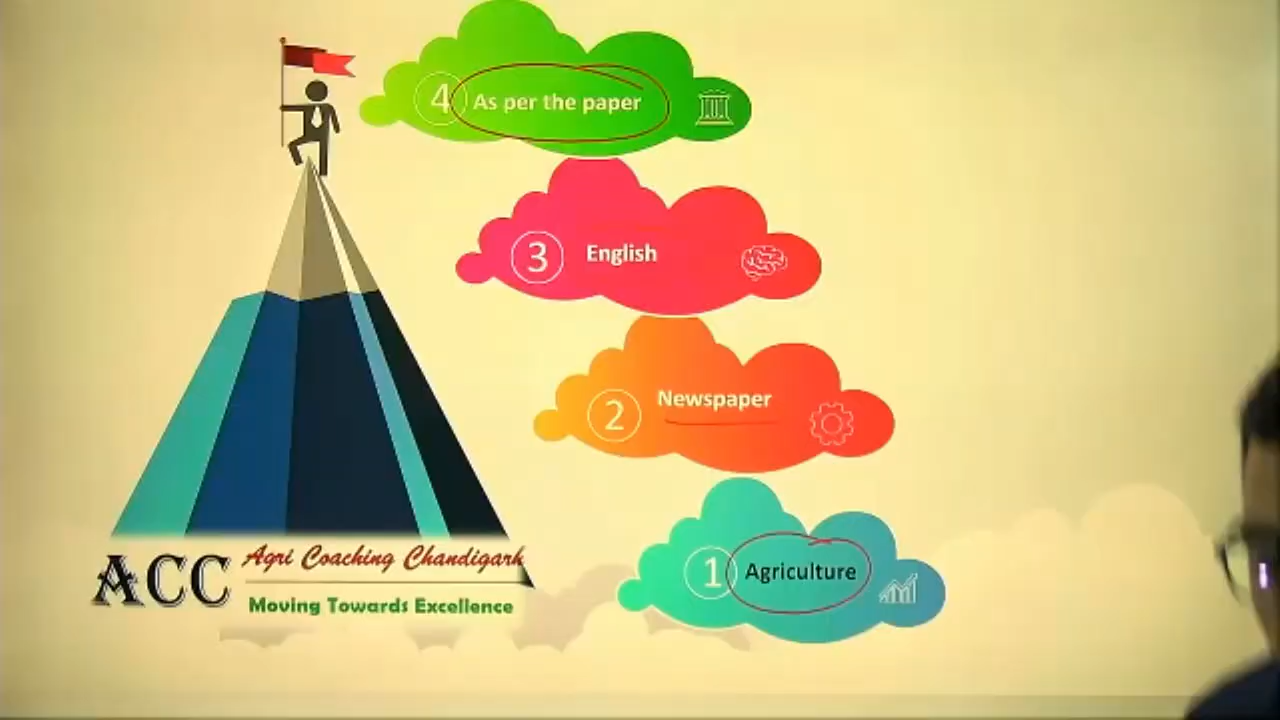 4 As per the paper
3 English
2 Newspaper
1 Agriculture
ACC Agri Coaching Chandigarh
Moving Towards Excellence